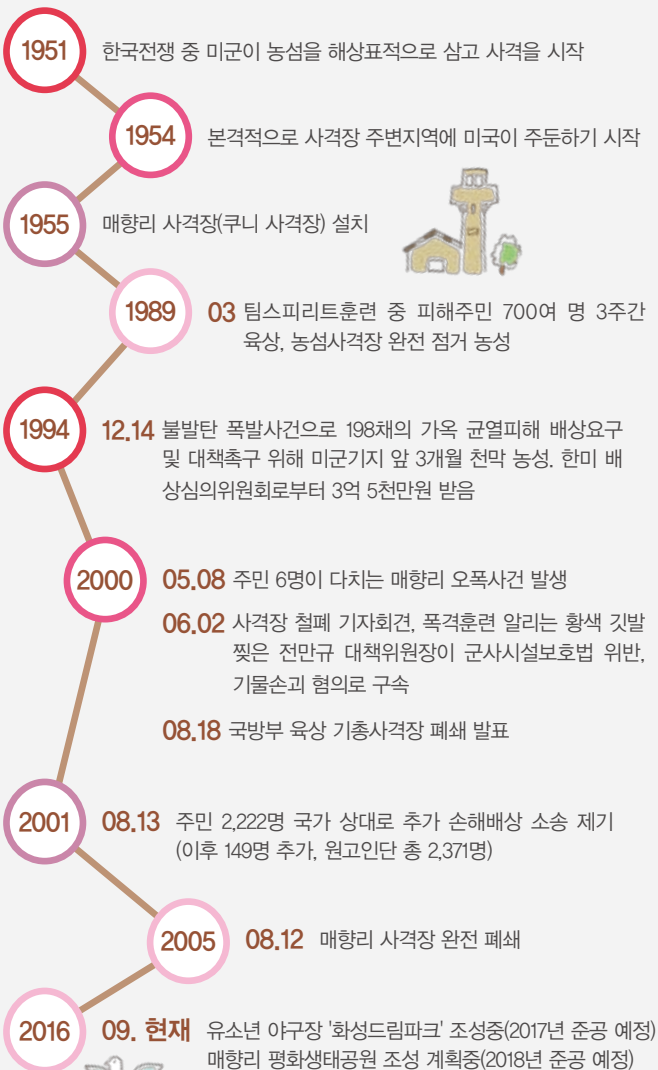 1951 한국전쟁 중 미군이 농섬을 해상표적으로 삼고 사격을 시작
1954 본격적으로 사격장 주변지역에 미국이 주둔하기 시작
1955 매향리 사격장(쿠니 사격장) 설치
1989 03 팀스피리트훈련 중 피해주민 700여 명 3주간
육상, 농섬사격장 완전 점거 농성
1994 12.14 불발탄 폭발사건으로 198채의 가옥 균열피해 배상요구
및 대책촉구 위해 미군기지 앞 3개월 천막 농성. 한미 배
상심의위원회로부터 3억 5천만원 받음
2000 05.08 주민 6명이 다치는 매향리 오폭사건 발생
06.02 사격장 철폐 기자회견, 폭격훈련 알리는 황색 깃발
찢은 전만규 대책위원장이 군사시설보호법 위반,
기물손괴 혐의로 구속
08.18 국방부 육상 기총사격장 폐쇄 발표
2001 08.13 주민 2,222명 국가 상대로 추가 손해배상 소송 제기
(이후 149명 추가, 원고인단 총 2,371명)
2005 08.12 매향리 사격장 완전 폐쇄
2016 09. 현재 유소년 야구장 '화성드림파크' 조성중(2017년 준공 예정)
매향리 평화생태공원 조성 계획중(2018년 준공 예정)